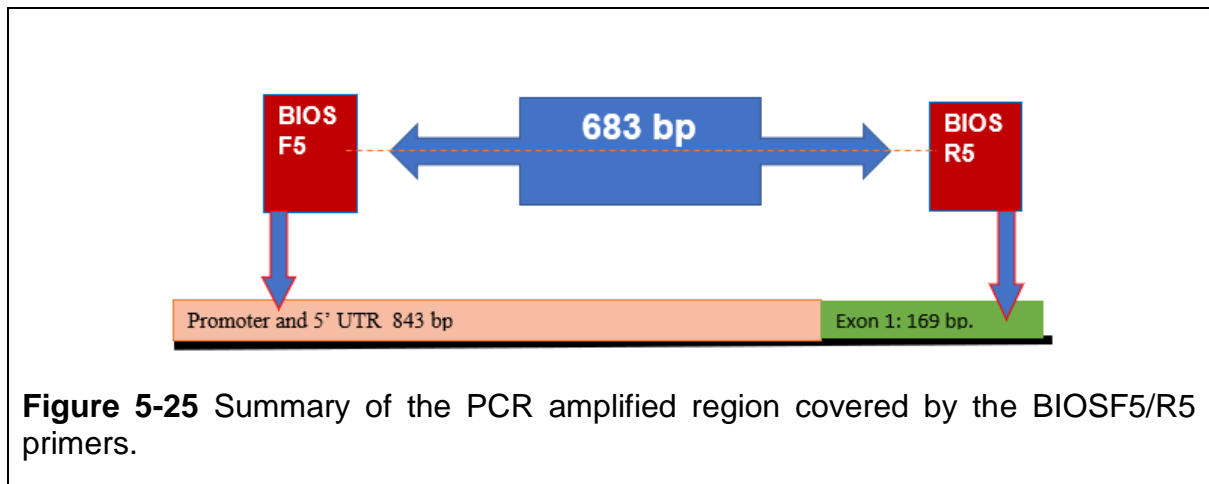 BIOS
F5
683 bp
BIOS
R5
Promoter and 5’ UTR 843 bp
Exon 1: 169 bp.
Figure 5-25 Summary of the PCR amplified region covered by the BIOSF5/R5
primers.